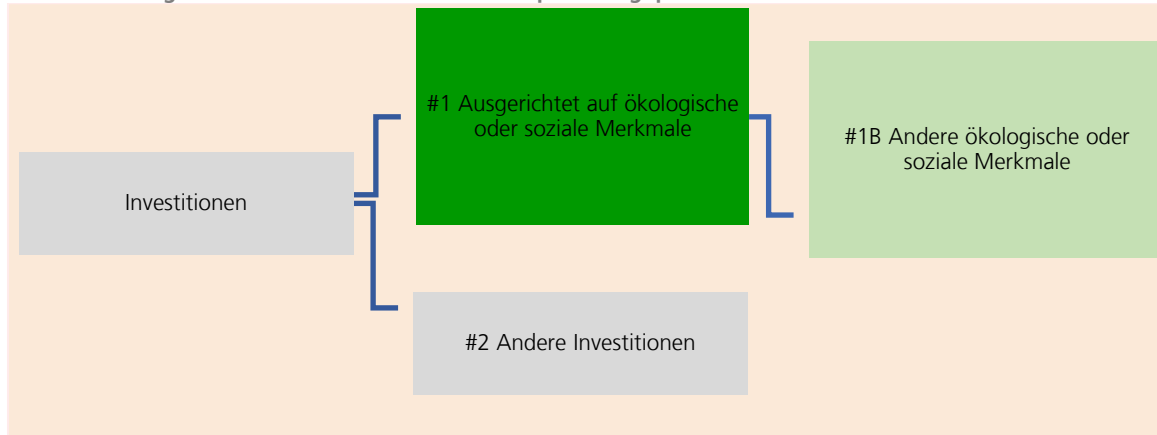 #1 Ausgerichtet auf ökologische
oder soziale Merkmale
#1B Andere ökologische oder
soziale Merkmale
Investitionen
#2 Andere Investitionen